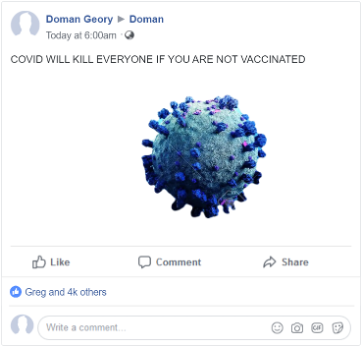 Doman Geory ▶ Doman
Today at 6:00am ·
COVID WILL KILL EVERYONE IF YOU ARE NOT VACCINATED
Like Comment Share
Greg and 4k others
Write a comment... GIF